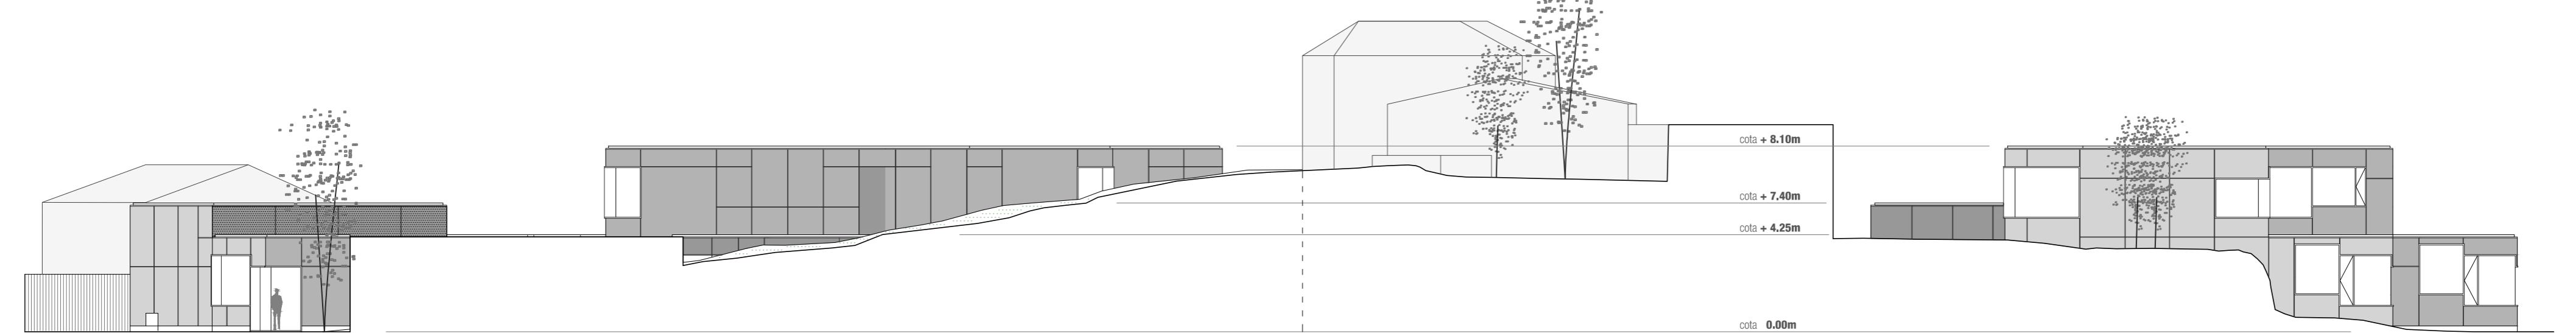 cota + 8.10m
cota + 7.40m
cota + 4.25m
cota 0.00m